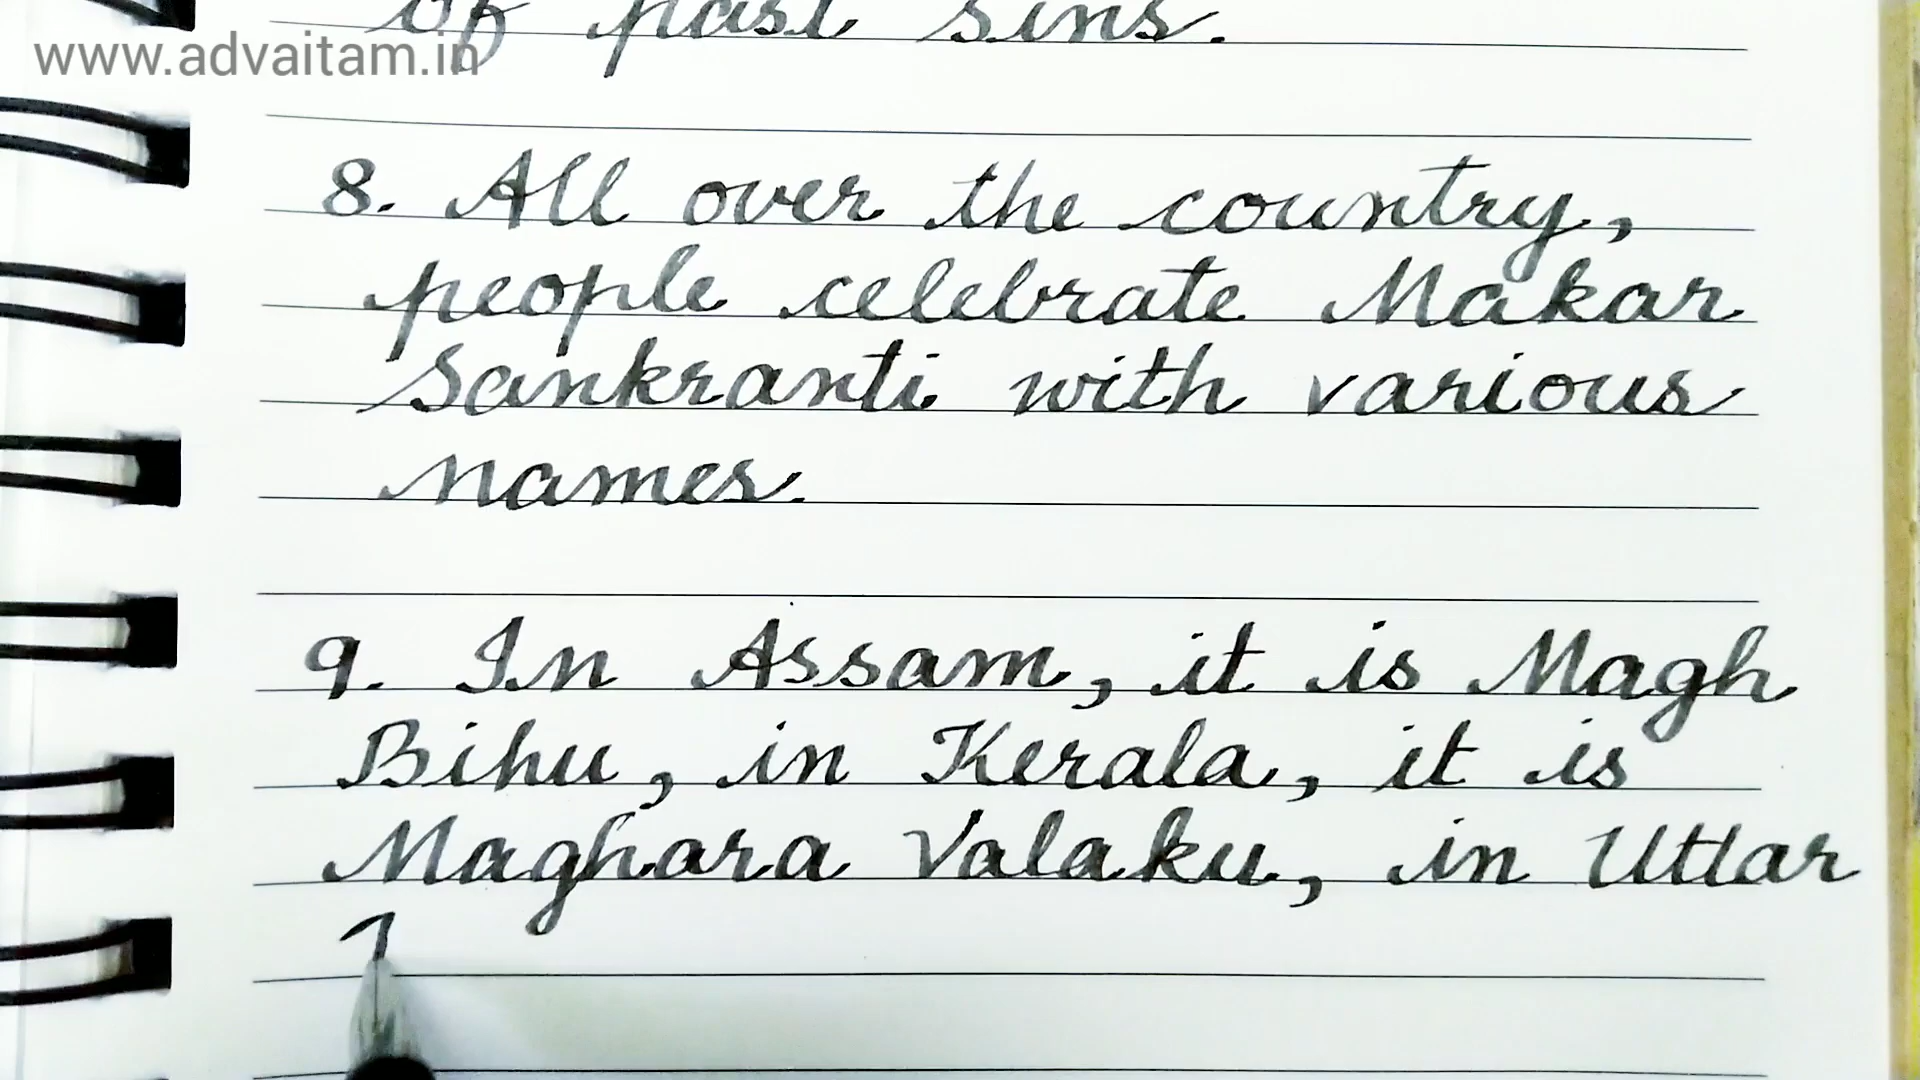 of past sins.
www.advaitam.in
8. All over the country,
people celebrate Makar
Sankranti with various
names.
9. In Assam, it is Magh
Bihu, in Kerala, it is
Maghara Valaku, in Uttar